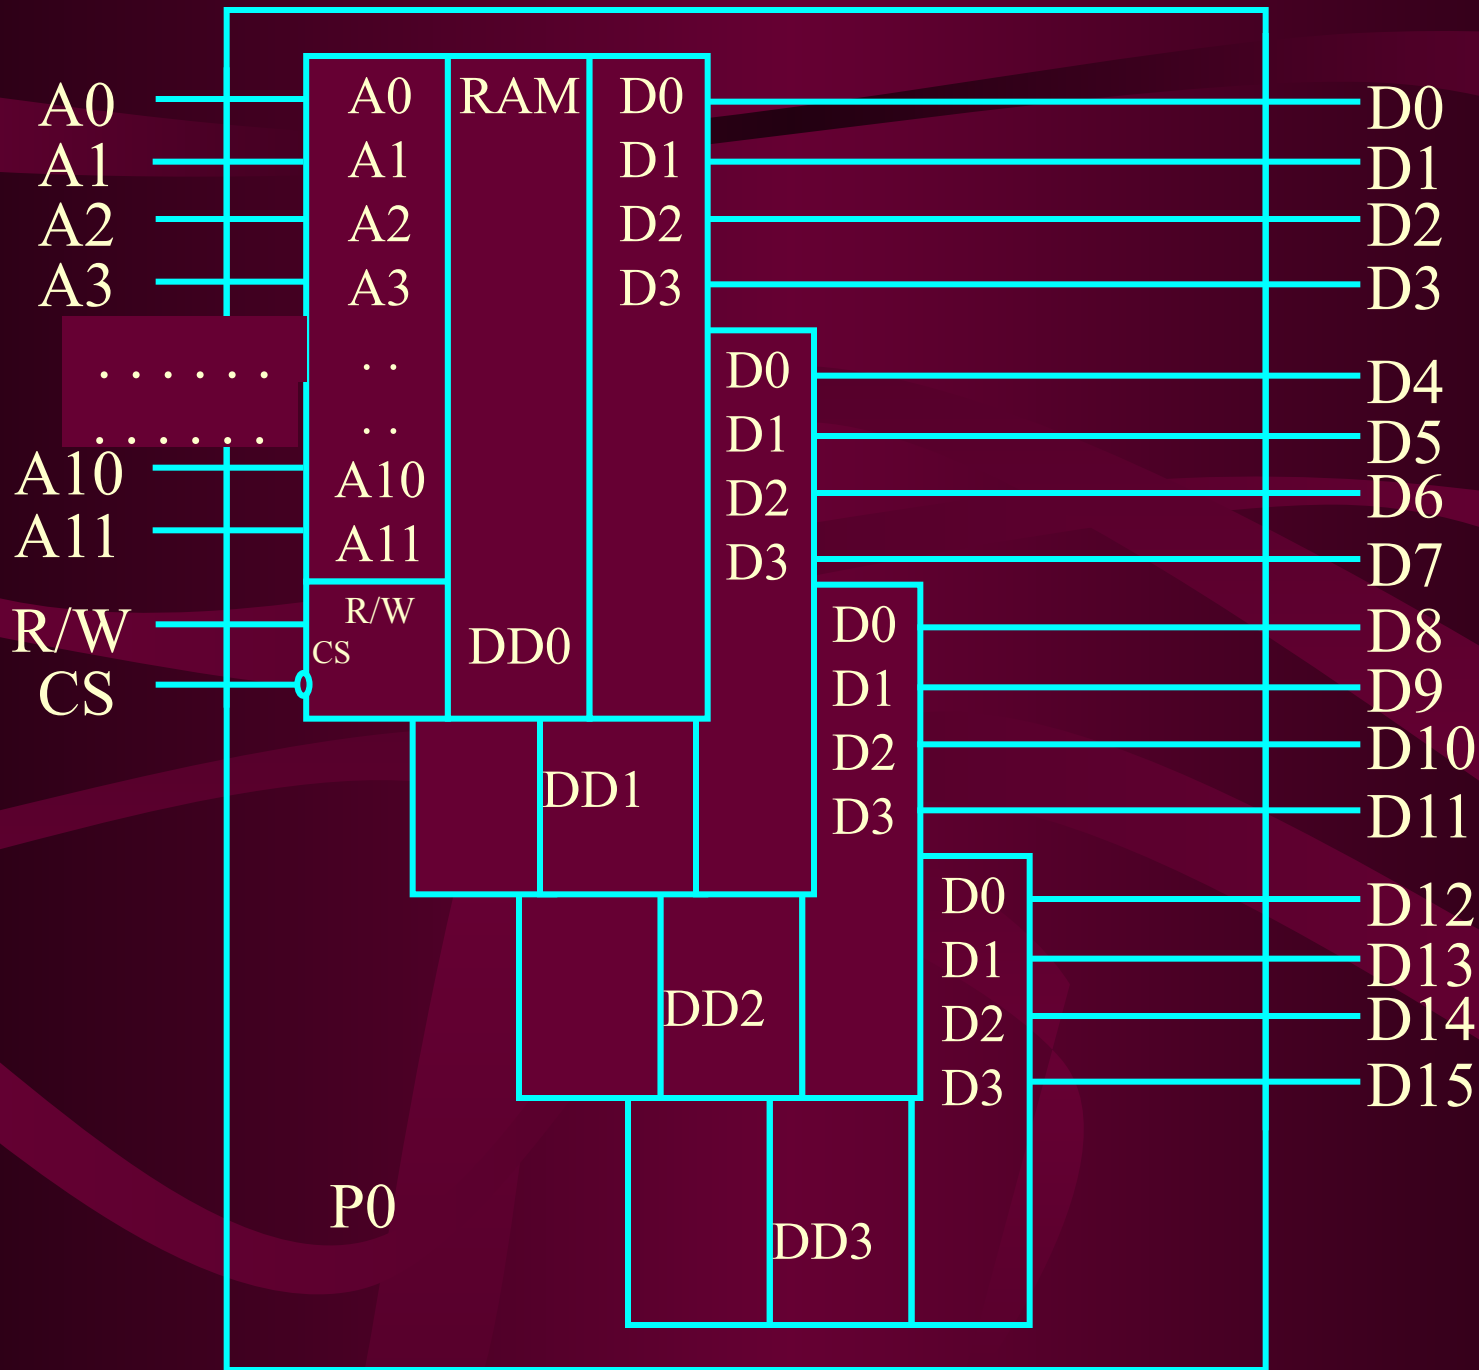 A0 A0 RAM D0 D0
A1 A1 D1 D1
A2 A2 D2 D2
A3 A3 D3 D3
. . . . . . . .
D0 D4
. . . . . . . .
D1 D5
A10 A10 D2 D6
A11 A11 D3 D7
R/W R/W D0 D8
CS DD0
CS D1 D9
D2 D10
DD1 D3 D11
D0 D12
D1 D13
DD2 D2 D14
D3 D15
P0
DD3